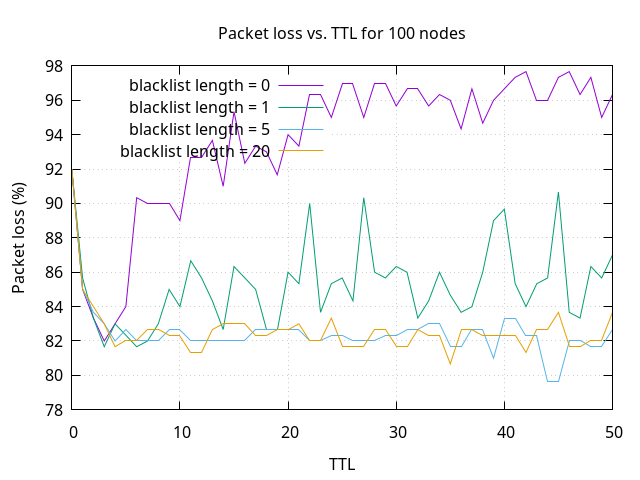 Packet loss vs. TTL for 100 nodes
98
96
94
92
90
88
86
84
82
80
78
Packet loss (%)
blacklist length = 0
blacklist length = 1
blacklist length = 5
blacklist length = 20
0 10 20 30 40 50
TTL